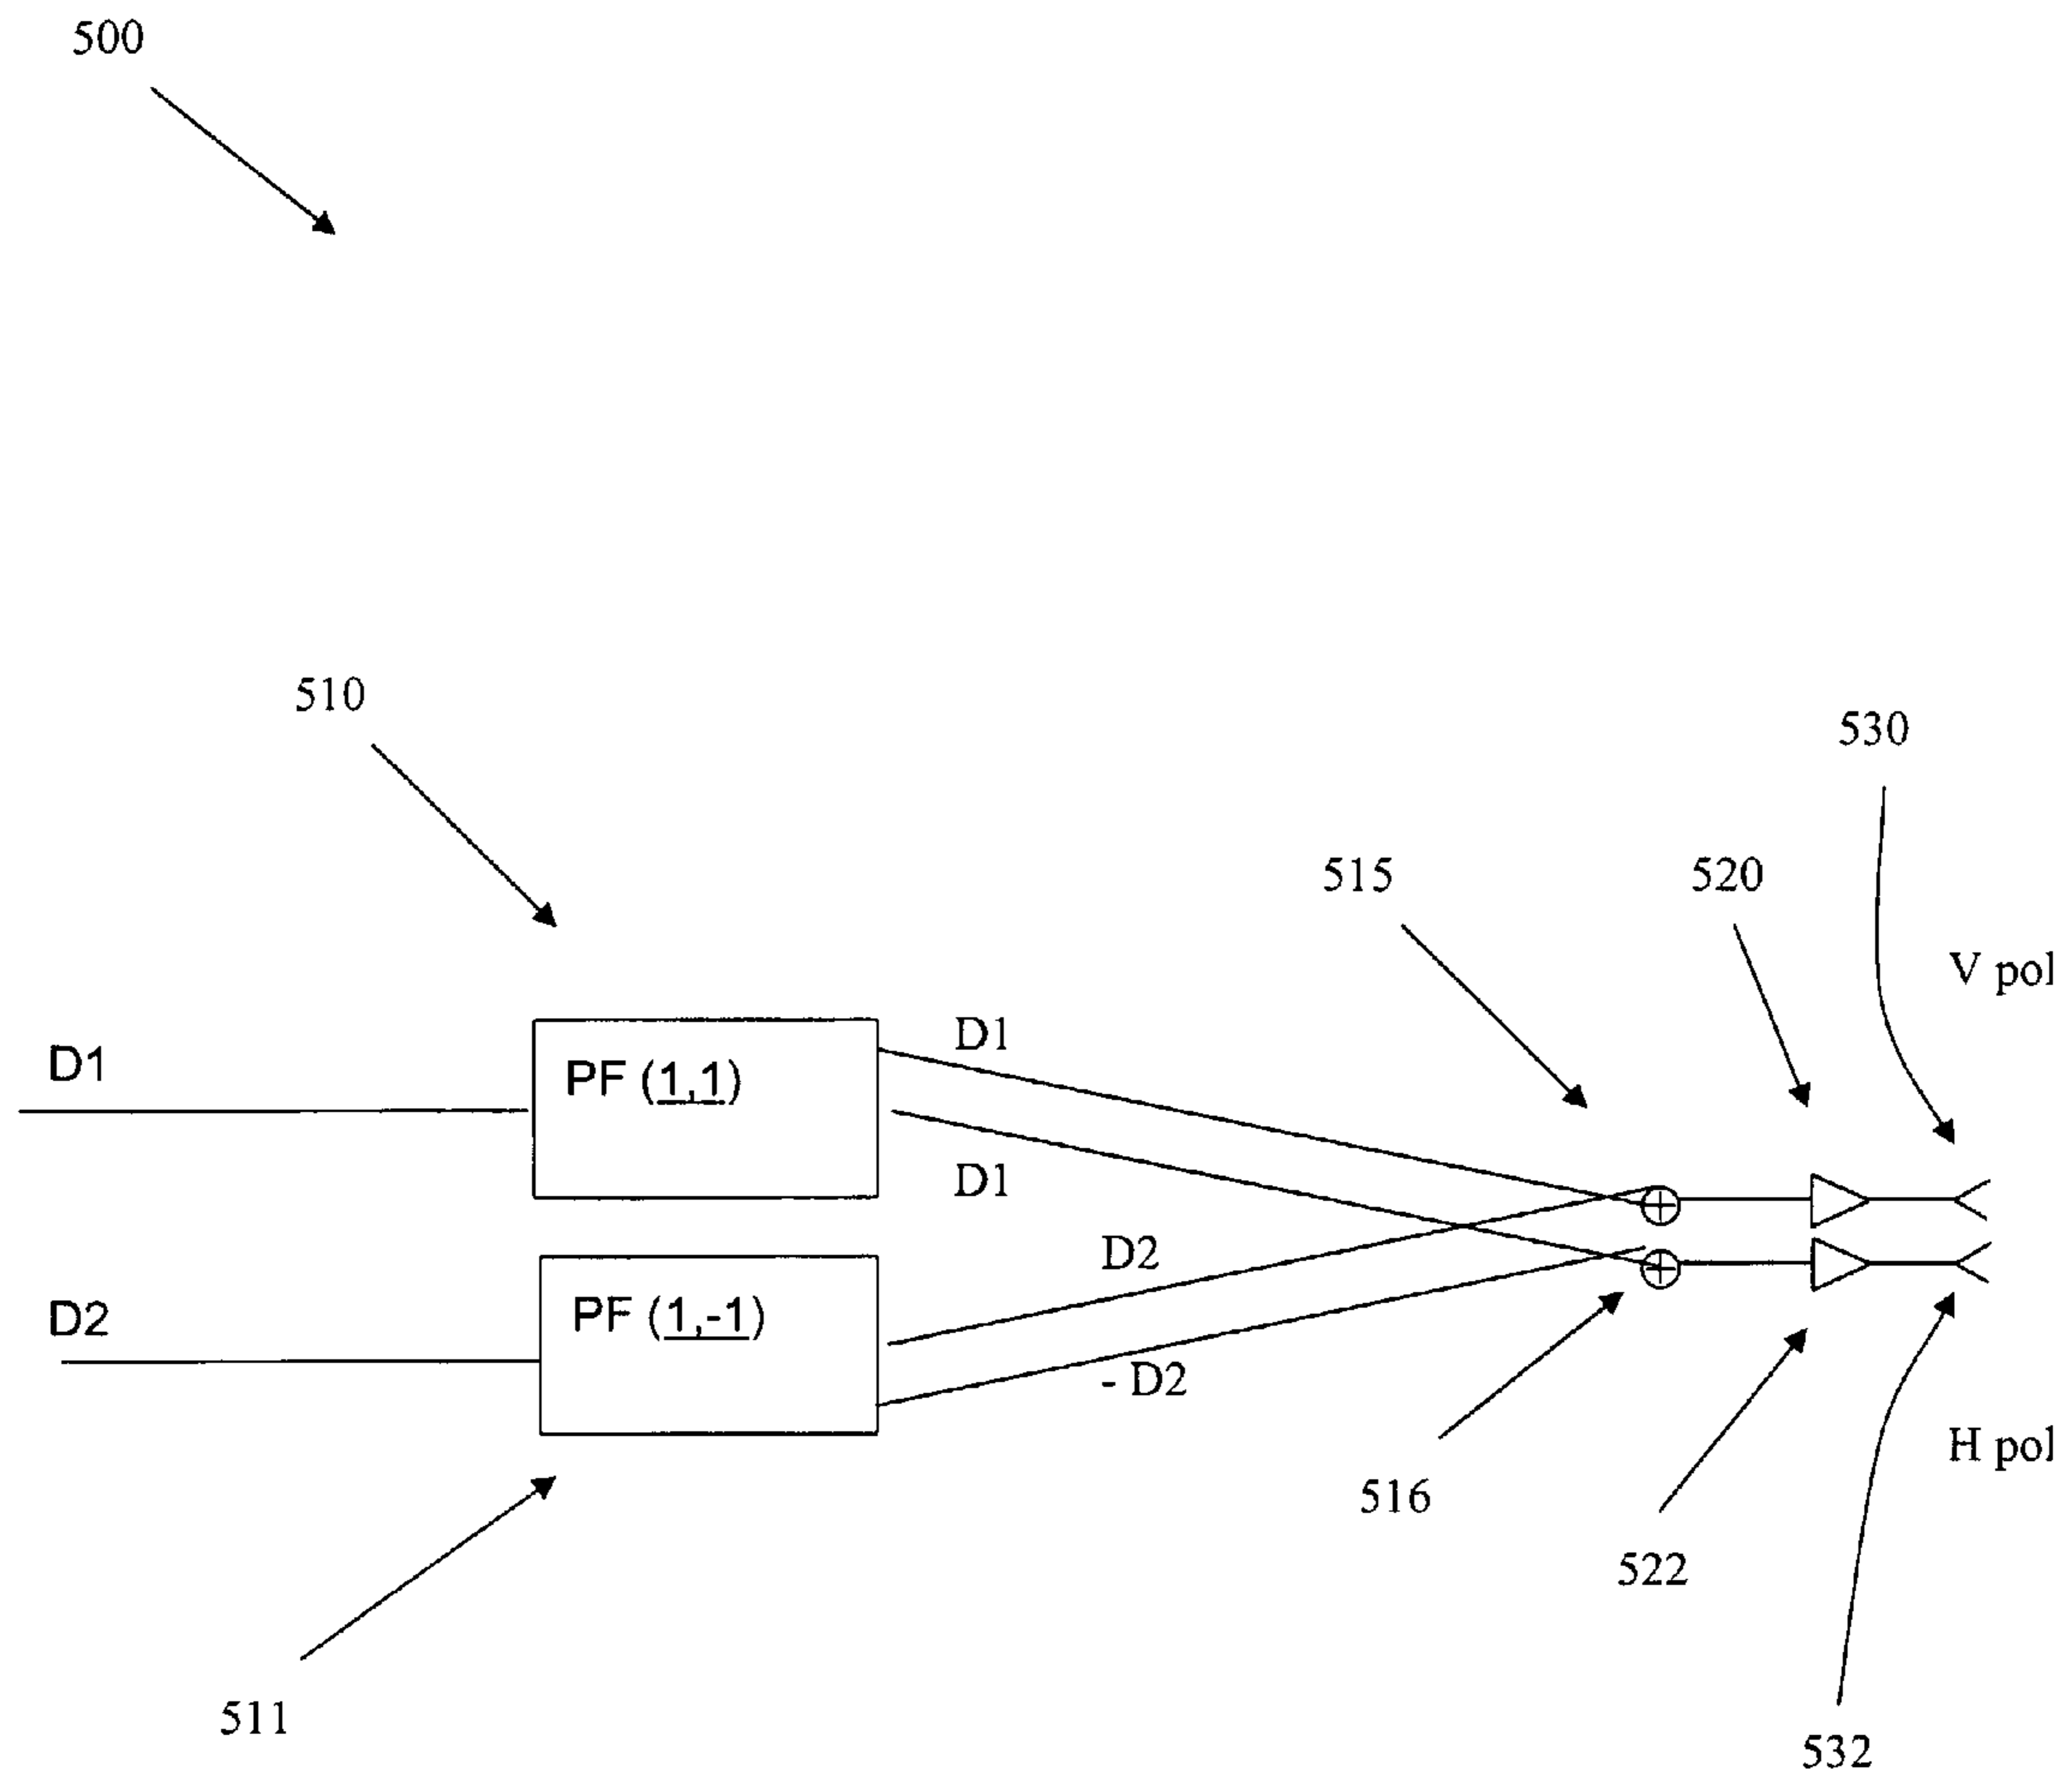 500
510
530
515
520
V pol
D1
PF (1,1)
D1
D1
D2
D2
PF (1,-1)
- D2
H pol
516
522
511
532